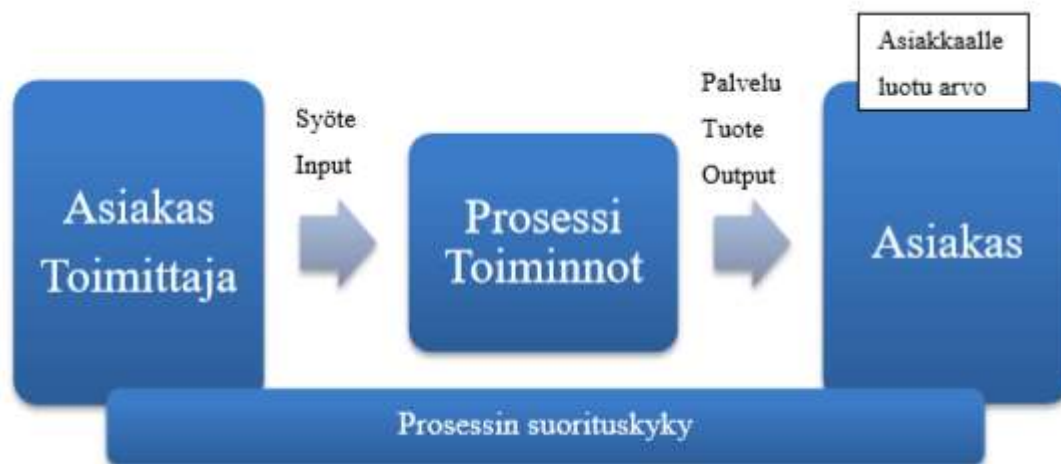 Asiakas
Toimittaja
Syöte
Input
Prosessi
Toiminnot
Palvelu
Tuote
Output
Asiakkaalle
luotu arvo
Asiakas
Prosessin suorituskyky